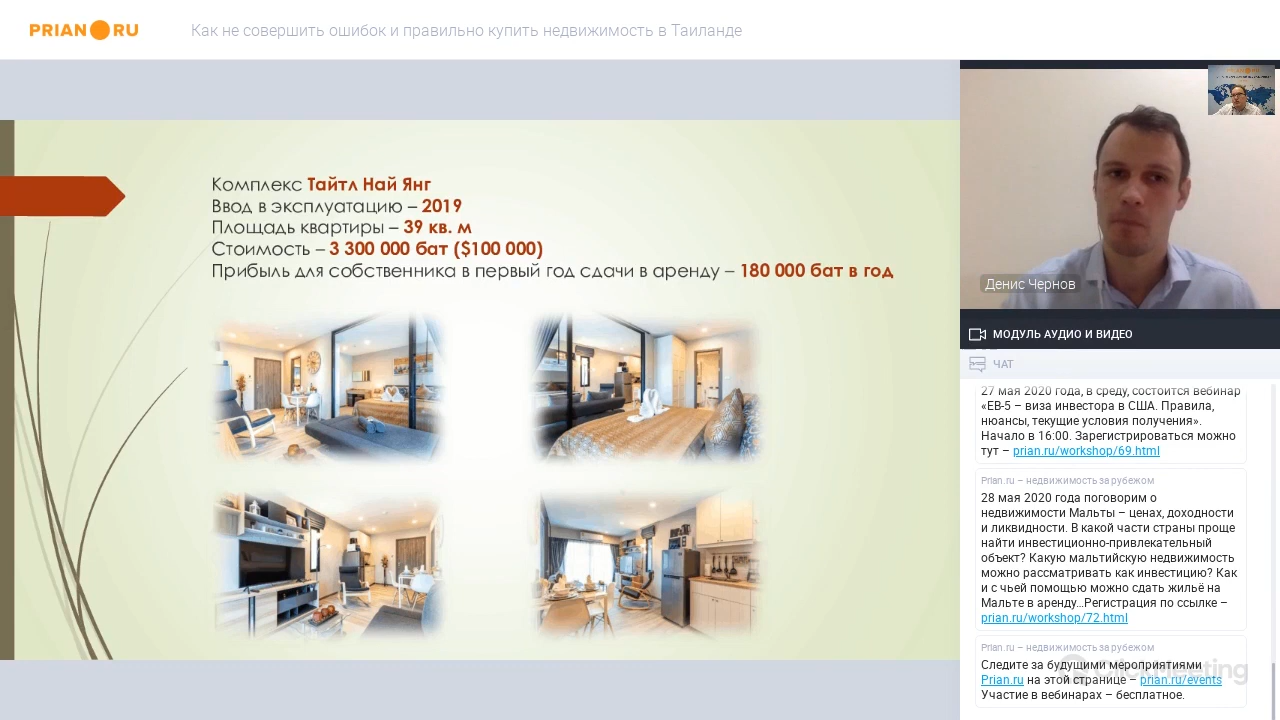 PRIAN RU
Как не совершить ошибок и правильно купить недвижимость в Таиланде
Комплекс Тайтл Най Янг
Ввод в эксплуатацию – 2019
Площадь квартиры – 39 кв. м
Стоимость – 3 300 000 бат ($100 000)
Прибыль для собственника в первый год сдачи в аренду – 180 000 бат в год
Денис Чернов
МОДУЛЬ АУДИО И ВИДЕО
ЧАТ
27 мая 2020 года, в среду, состоится вебинар
«EB-5 – виза инвестора в США. Правила,
нюансы, текущие условия получения».
Начало в 16:00. Зарегистрироваться можно
тут – prian.ru/workshop/69.html
Prian.ru – недвижимость за рубежом
28 мая 2020 года поговорим о
недвижимости Мальты – ценах, доходности
и ликвидности. В какой части страны проще
найти инвестиционно-привлекательный
объект? Какую мальтийскую недвижимость
можно рассматривать как инвестицию? Как
и с чьей помощью можно сдать жильё на
Мальте в аренду...Регистрация по ссылке –
prian.ru/workshop/72.html
Prian.ru – недвижимость за рубежом
Следите за будущими мероприятиями
Prian.ru на этой странице – prian.ru/events
Участие в вебинарах – бесплатное.
ClickMeeting